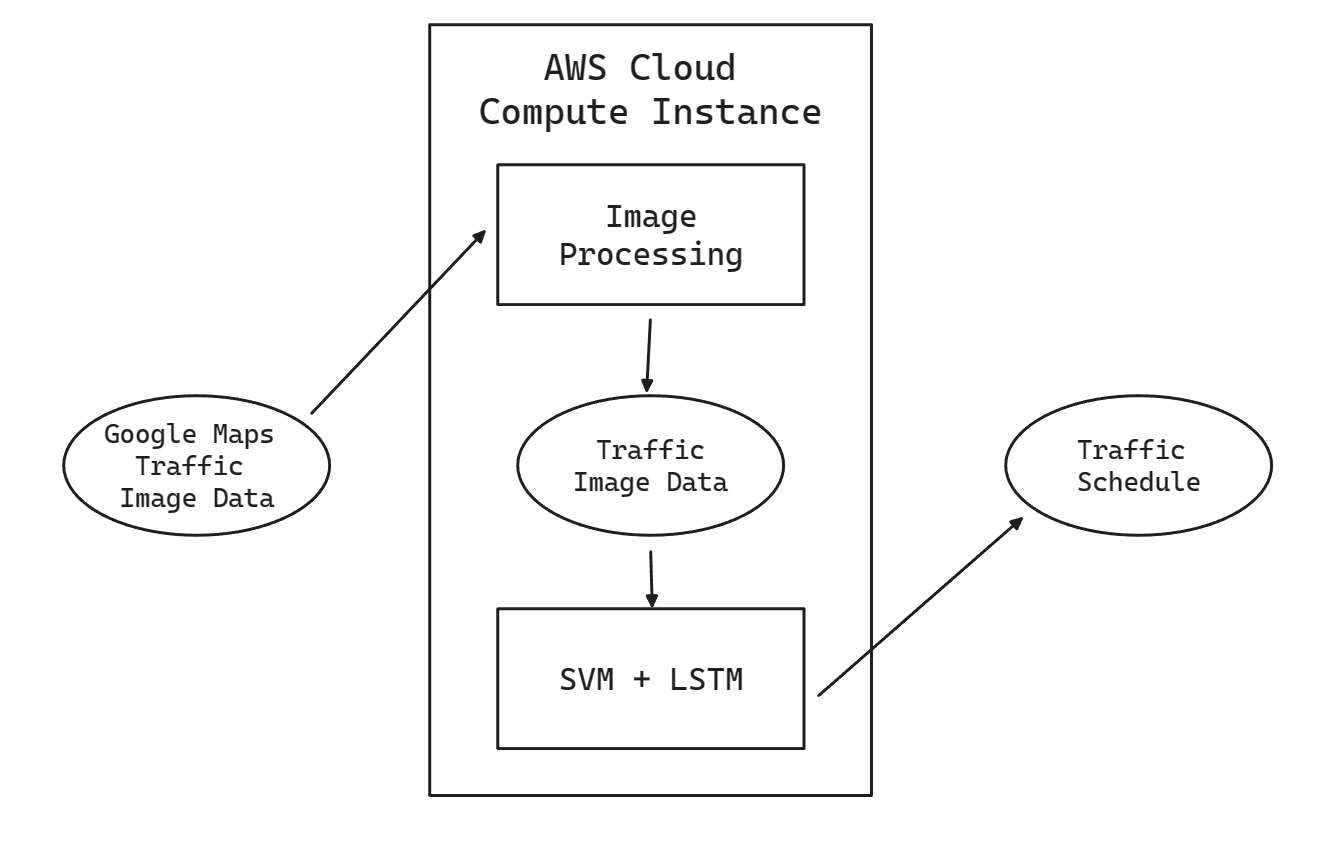 AWS Cloud
Compute Instance
Image
Processing
Google Maps
Traffic
Image Data
Traffic
Image Data
Traffic
Schedule
SVM + LSTM